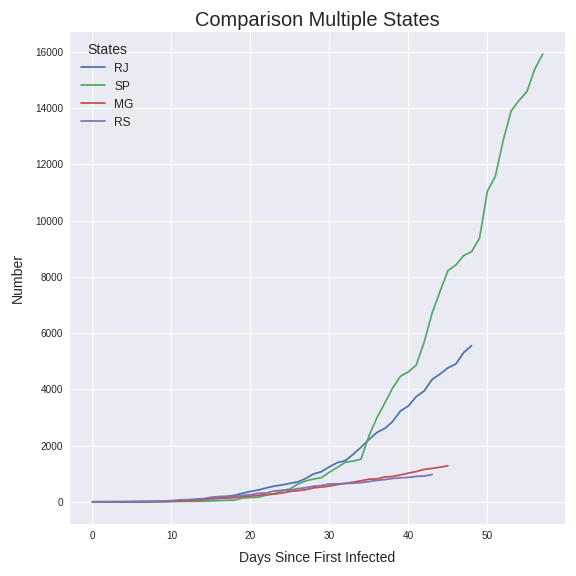 Comparison Multiple States
States
RJ
SP
MG
RS
16000
14000
12000
10000
8000
6000
4000
2000
0
Number
0 10 20 30 40 50
Days Since First Infected